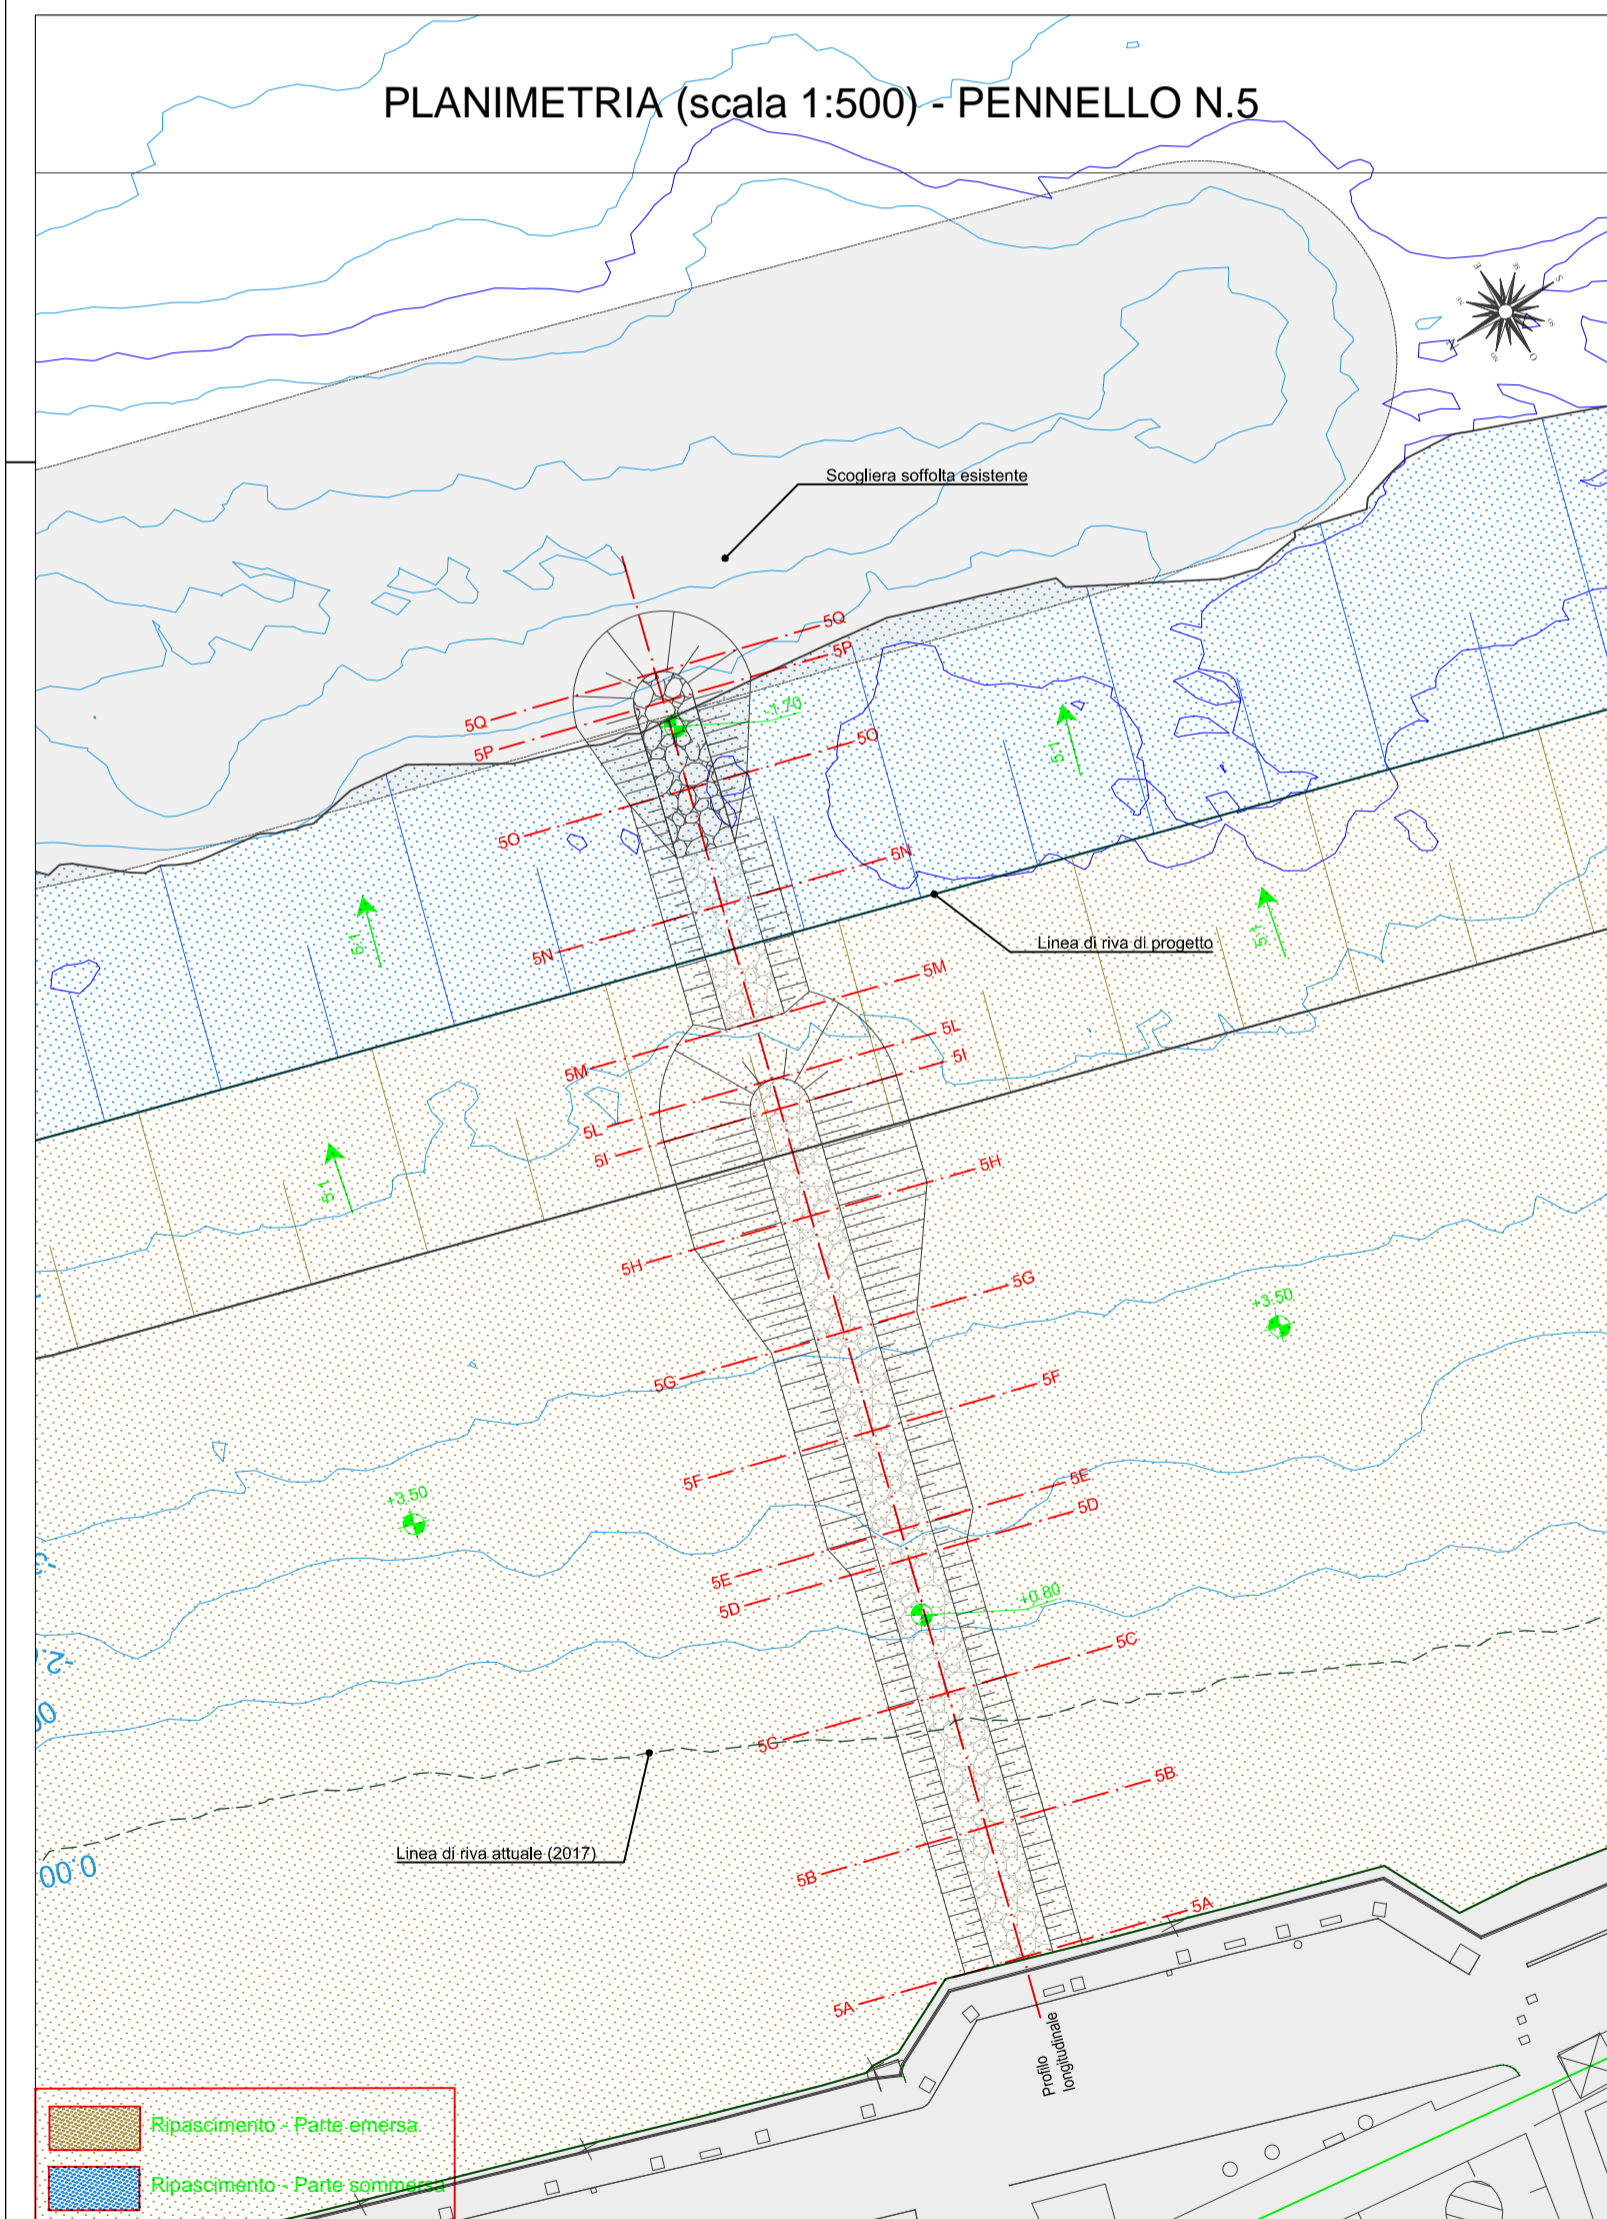 PLANIMETRIA (scala 1:500) - PENNELLO N.5
S
O
Scogliera soffolta esistente
5Q
5P
5Q
-1.70
5P
5O
5:1
5O
5N
5:1
5N
Linea di riva di progetto
5:1
5M
5L
5M
5I
5L
5I
5H
5:1
5H
5G
+3.50
5G
5F
5F
5E
+3.50
5D
5E
5D
+0.80
5C
5C
5B
Linea di riva attuale (2017)
0.00
5B
5A
5A
Profilo
longitudinale
Ripascimento - Parte emersa
Ripascimento - Parte sommersa